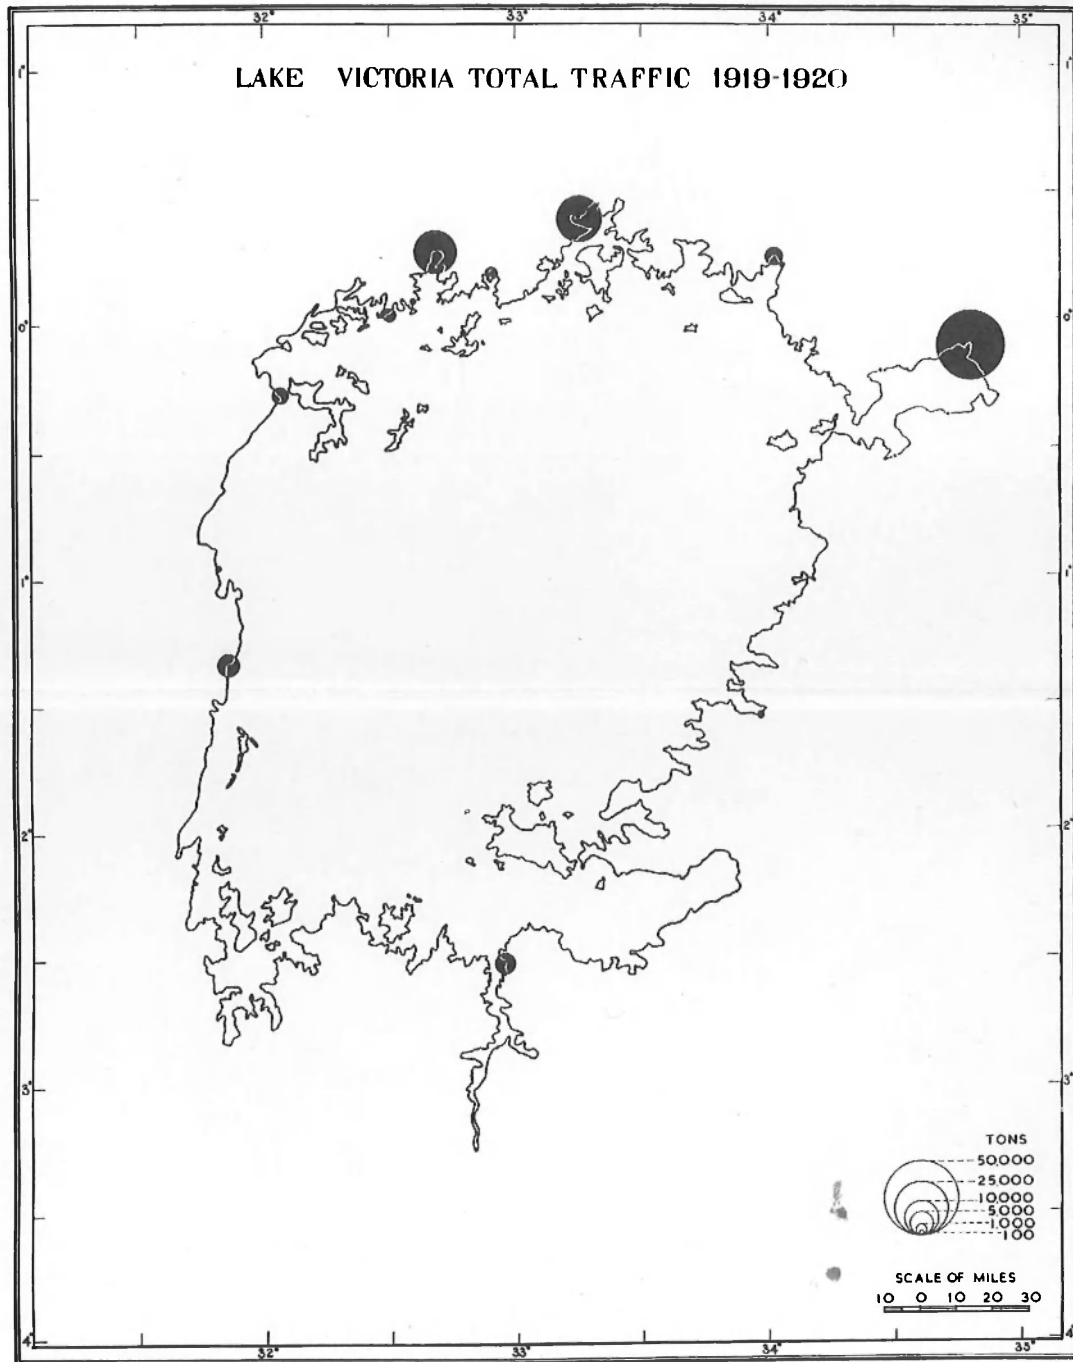 32° 33° 34° 35°
LAKE VICTORIA TOTAL TRAFFIC 1919-1920
1° 1°
0° 0°
1° 1°
2° 2°
3° 3°
TONS
50,000
25,000
10,000
5,000
1,000
100
SCALE OF MILES
10 0 10 20 30
4° 4°
32° 33° 34° 35°